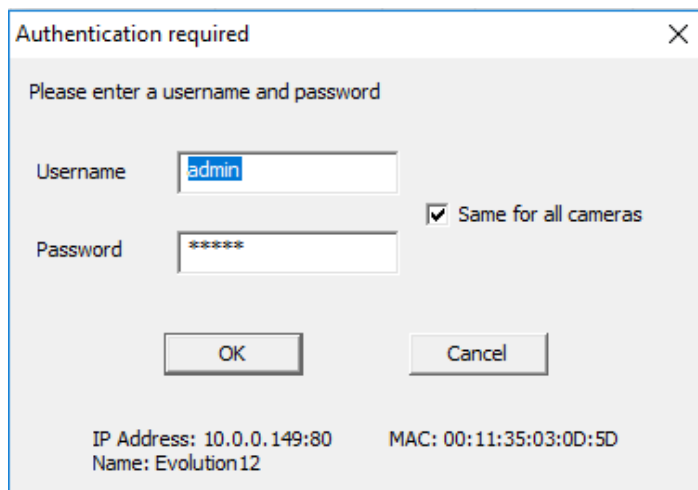 Authentication required
Please enter a username and password
Username admin
Same for all cameras
Password *****
OK Cancel
IP Address: 10.0.0.149:80 MAC: 00:11:35:03:0D:5D
Name: Evolution12